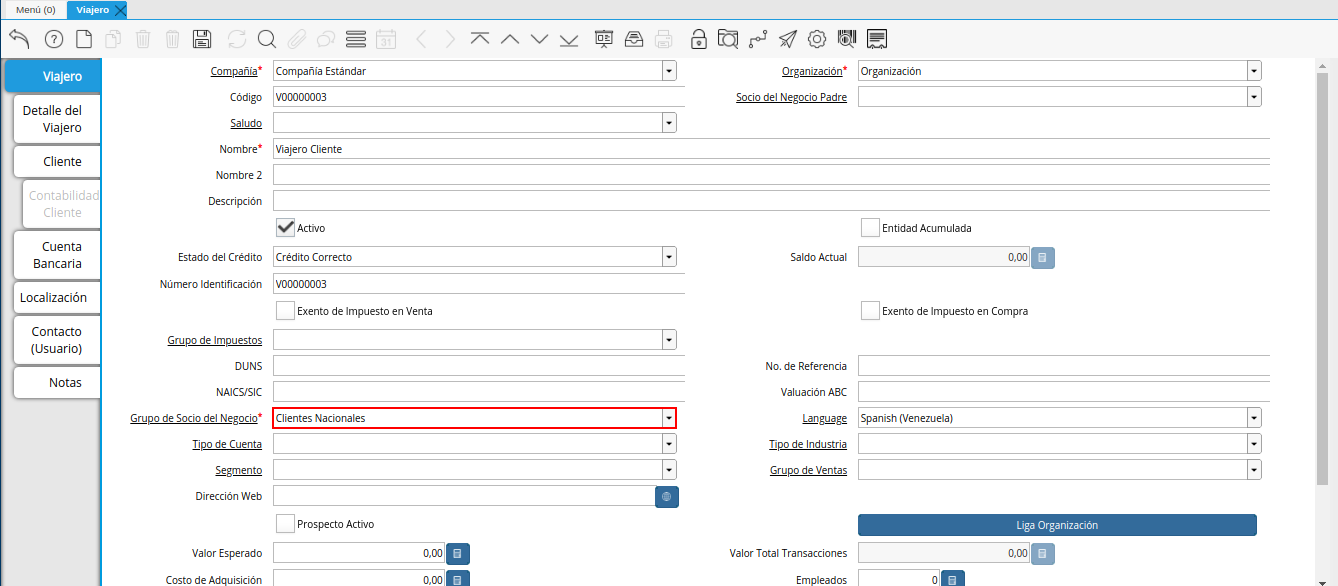 Menú (0)
Viajero
31
Viajero
Detalle del
Viajero
Cliente
Contabilidad
Cliente
Cuenta
Bancaria
Localización
Contacto
(Usuario)
Notas
Compañía* Compañía Estándar Organización* Organización
Código V00000003 Socio del Negocio Padre
Saludo
Nombre* Viajero Cliente
Nombre 2
Descripción
Activo Entidad Acumulada
Estado del Crédito Crédito Correcto Saldo Actual 0,00
Número Identificación V00000003
Exento de Impuesto en Venta Exento de Impuesto en Compra
Grupo de Impuestos
DUNS No. de Referencia
NAICS/SIC Valuación ABC
Grupo de Socio del Negocio* Clientes Nacionales Language Spanish (Venezuela)
Tipo de Cuenta Tipo de Industria
Segmento Grupo de Ventas
Dirección Web
Prospecto Activo Liga Organización
Valor Esperado 0,00 Valor Total Transacciones 0,00
Costo de Adquisición 0,00 Empleados 0